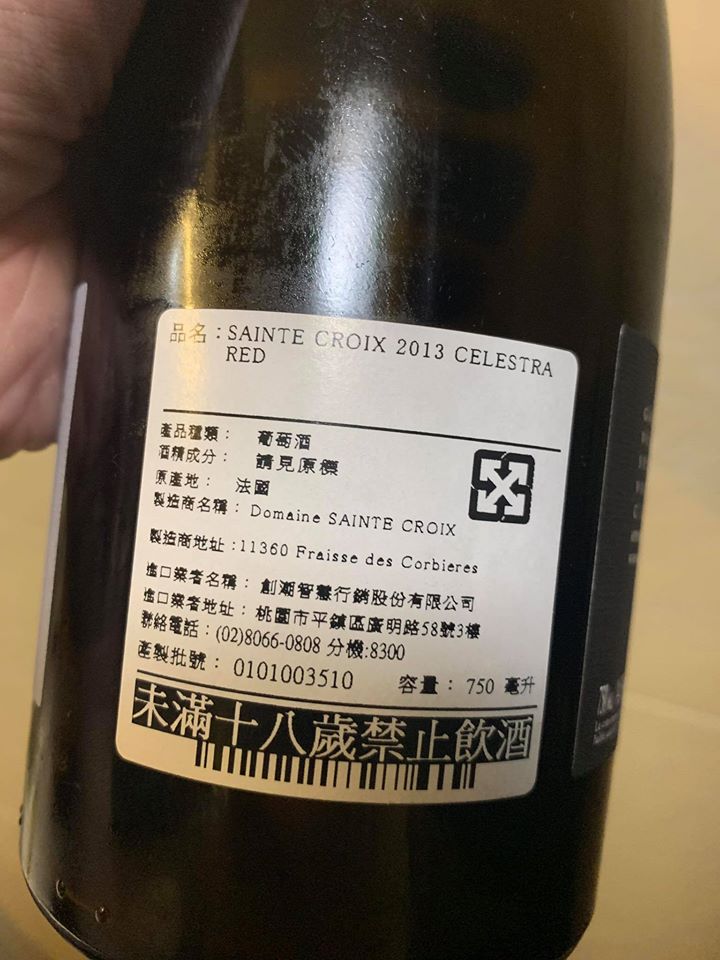 品名：SAINTE CROIX 2013 CELESTRA
RED
產品種類： 葡萄酒
酒精成分： 請見原標
原產地： 法國
製造商名稱：Domaine SAINTE CROIX
製造商地址：11360 Fraisse des Corbieres
進口業者名稱：創潮智慧行銷股份有限公司
進口業者地址：桃園市平鎮區廣明路58號3樓
聯絡電話：(02)8066-0808 分機:8300
產製批號： 0101003510 容量： 750 毫升
未滿十八歲禁止飲酒